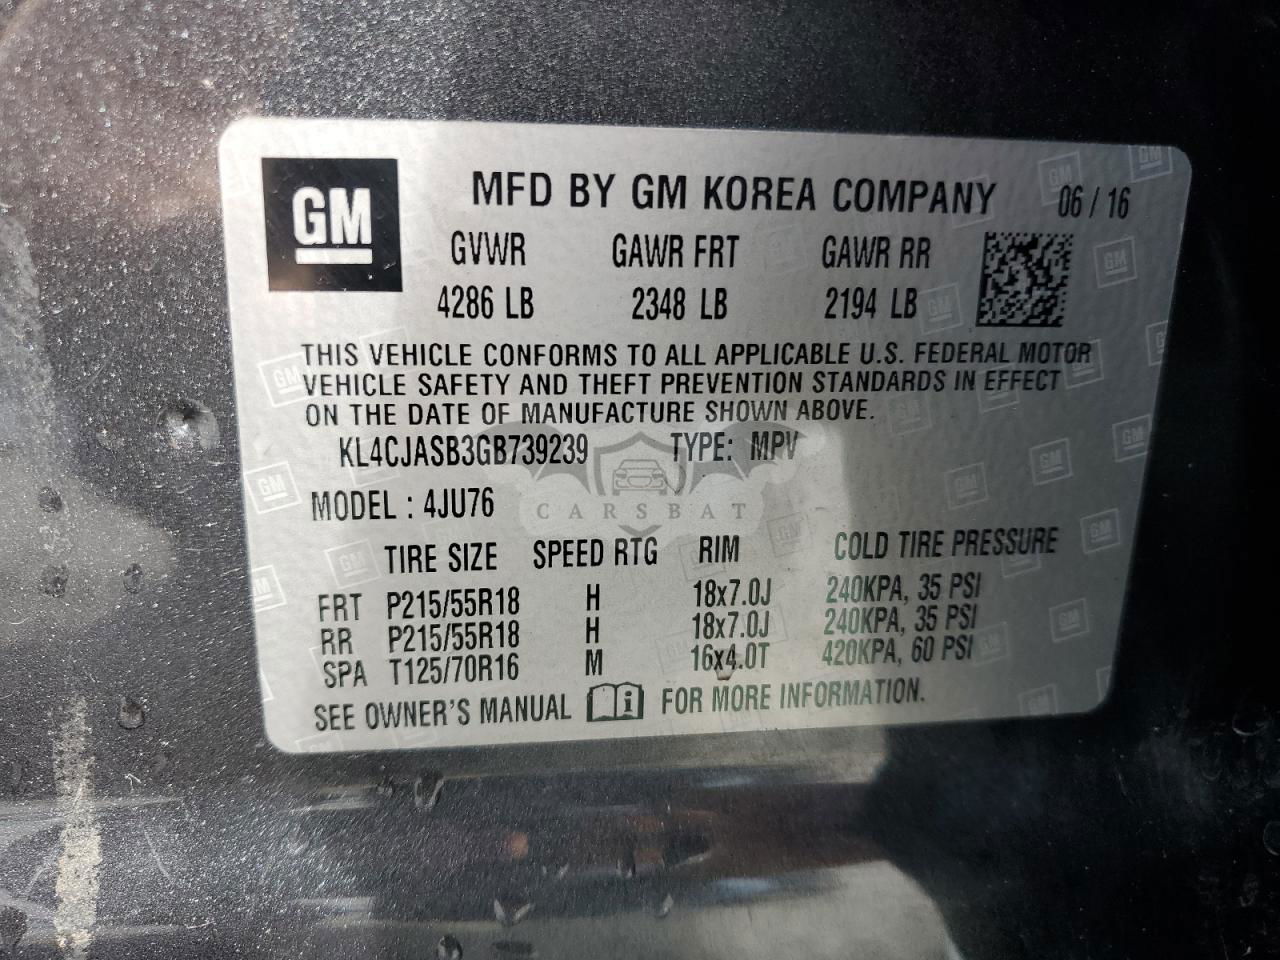 GM
MFD BY GM KOREA COMPANY 06 / 16
GVWR GAWR FRT GAWR RR
4286 LB 2348 LB 2194 LB
THIS VEHICLE CONFORMS TO ALL APPLICABLE U.S. FEDERAL MOTOR
VEHICLE SAFETY AND THEFT PREVENTION STANDARDS IN EFFECT
ON THE DATE OF MANUFACTURE SHOWN ABOVE.
KL4CJASB3GB739239 TYPE: MPV
MODEL : 4JU76
CARSBAT
TIRE SIZE SPEED RTG RIM COLD TIRE PRESSURE
FRT P215/55R18 H 18x7.0J 240KPA, 35 PSI
RR P215/55R18 H 18x7.0J 240KPA, 35 PSI
SPA T125/70R16 M 16x4.0T 420KPA, 60 PSI
SEE OWNER'S MANUAL i FOR MORE INFORMATION.